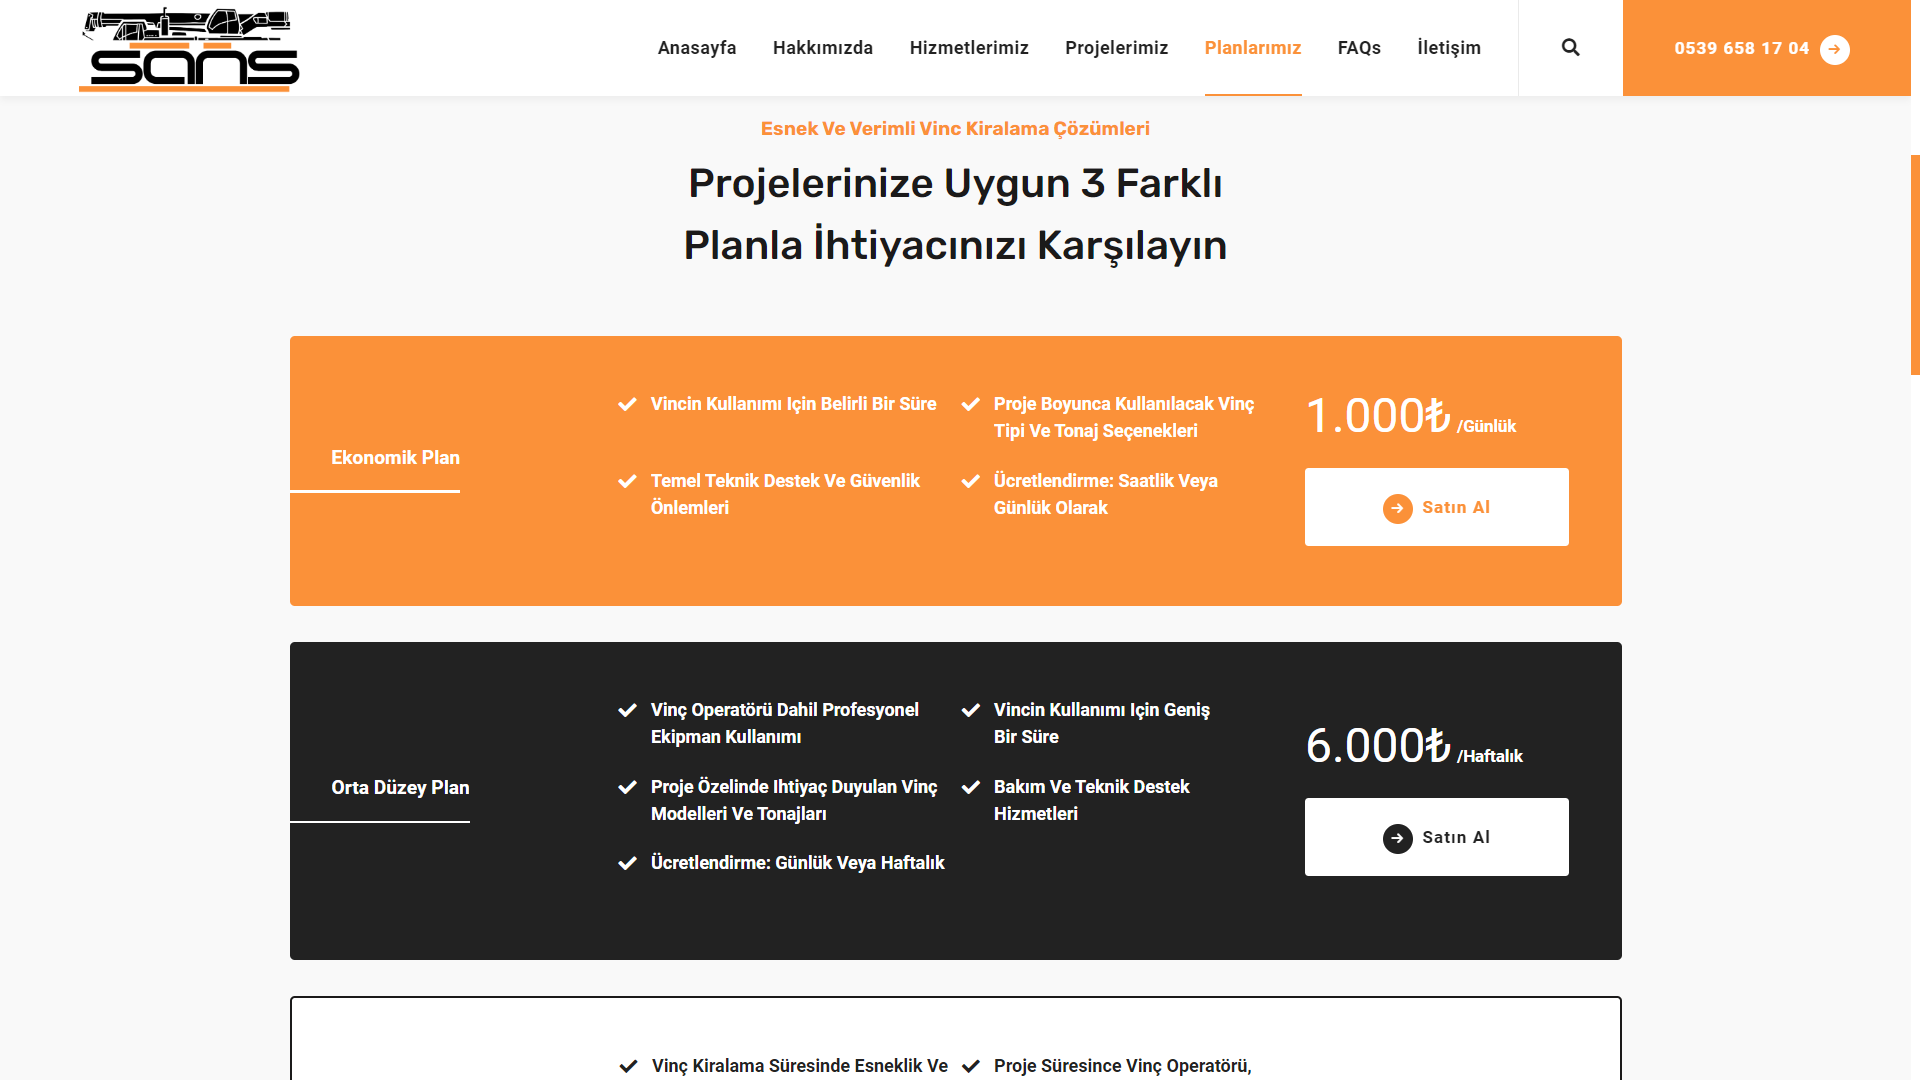 sans
Anasayfa
Hakkımızda
Hizmetlerimiz
Projelerimiz
Planlarımız
FAQs
İletişim
0539 658 17 04
Esnek Ve Verimli Vinc Kiralama Çözümleri
Projelerinize Uygun 3 Farklı
Planla İhtiyacınızı Karşılayın
Ekonomik Plan
Vincin Kullanımı Için Belirli Bir Süre
Proje Boyunca Kullanılacak Vinç
Tipi Ve Tonaj Seçenekleri
Temel Teknik Destek Ve Güvenlik
Önlemleri
Ücretlendirme: Saatlik Veya
Günlük Olarak
1.000₺ /Günlük
Satın Al
Orta Düzey Plan
Vinç Operatörü Dahil Profesyonel
Ekipman Kullanımı
Vincin Kullanımı Için Geniş
Bir Süre
Proje Özelinde Ihtiyaç Duyulan Vinç
Modelleri Ve Tonajları
Bakım Ve Teknik Destek
Hizmetleri
Ücretlendirme: Günlük Veya Haftalık
6.000₺ /Haftalık
Satın Al
Vinç Kiralama Süresinde Esneklik Ve
Proje Süresince Vinç Operatörü,